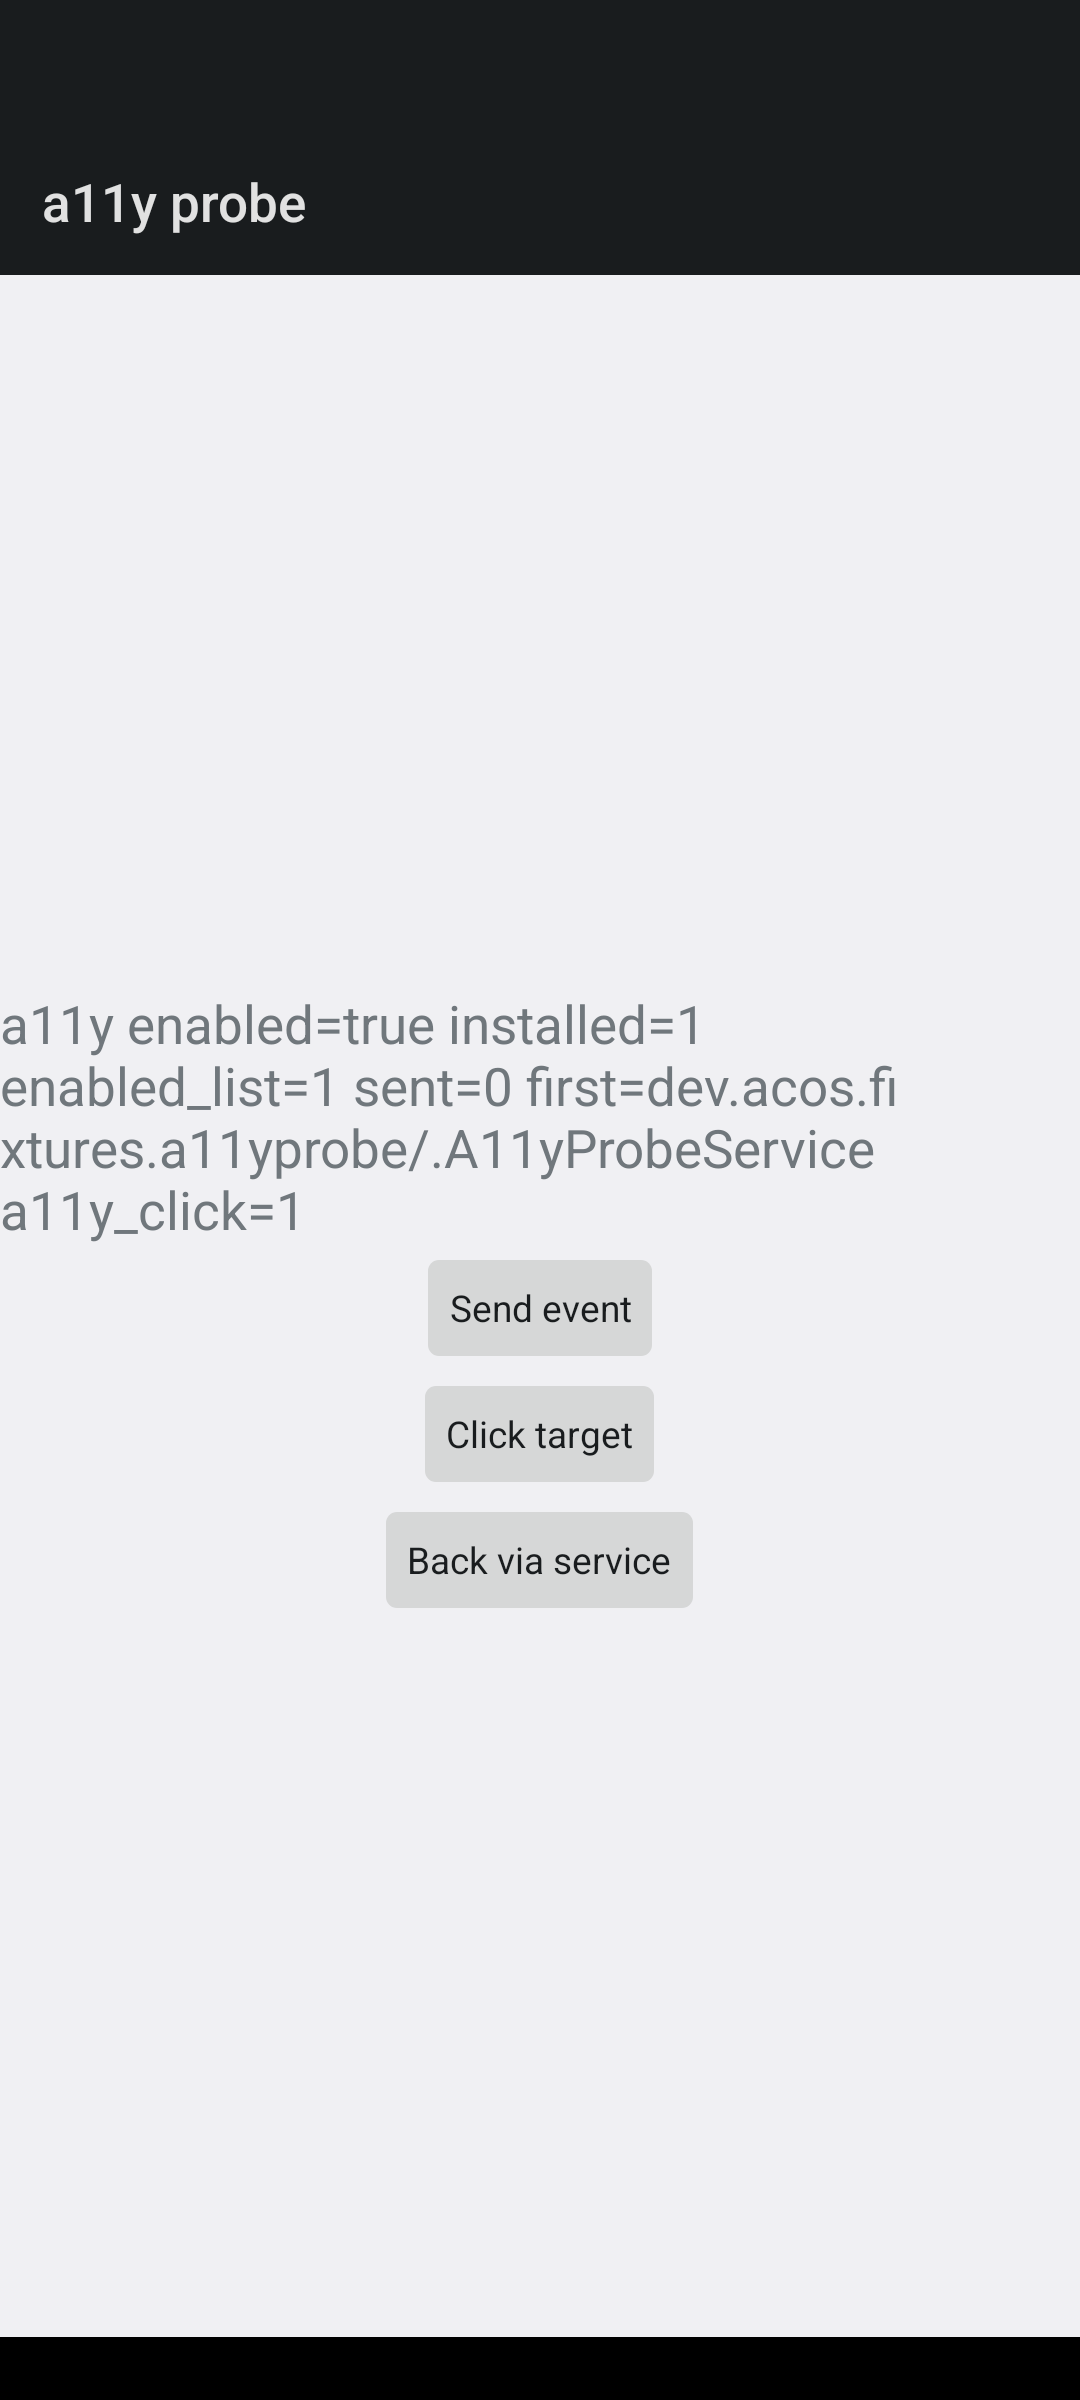 a11y probe
a11y enabled=true installed=1
enabled_list=1 sent=0 first=dev.acos.fi
xtures.a11yprobe/.A11yProbeService
a11y_click=1
Send event
Click target
Back via service